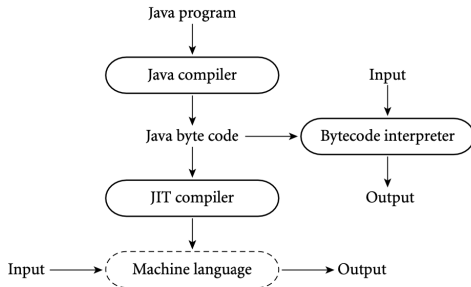 Java program
Java compiler
Input
Java byte code
Bytecode interpreter
JIT compiler
Output
Input
Machine language
Output